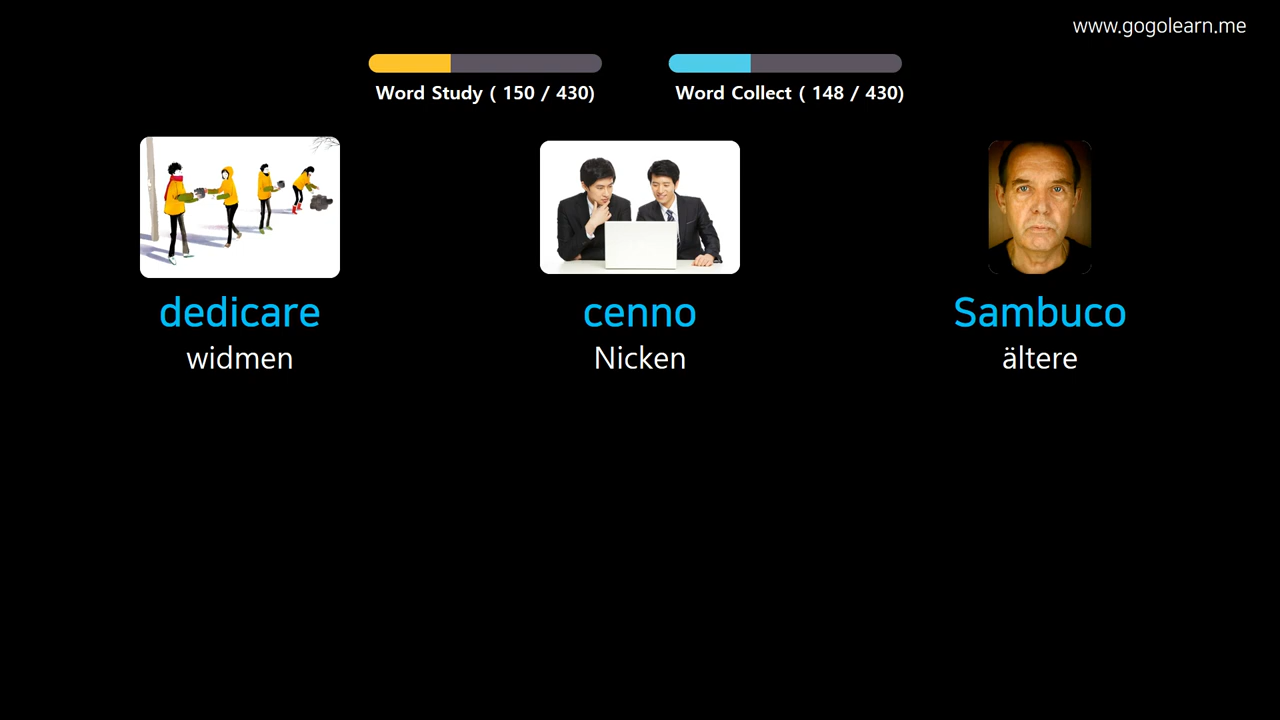 www.gogolearn.me
Word Study ( 150 / 430)
Word Collect ( 148 / 430)
dedicare
widmen
cenno
Nicken
Sambuco
ältere